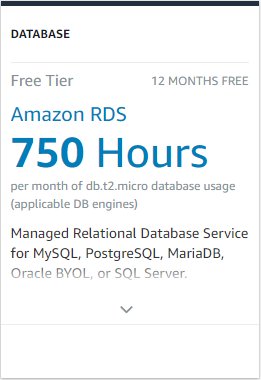 DATABASE
Free Tier 12 MONTHS FREE
Amazon RDS
750 Hours
per month of db.t2.micro database usage
(applicable DB engines)
Managed Relational Database Service
for MySQL, PostgreSQL, MariaDB,
Oracle BYOL, or SQL Server.